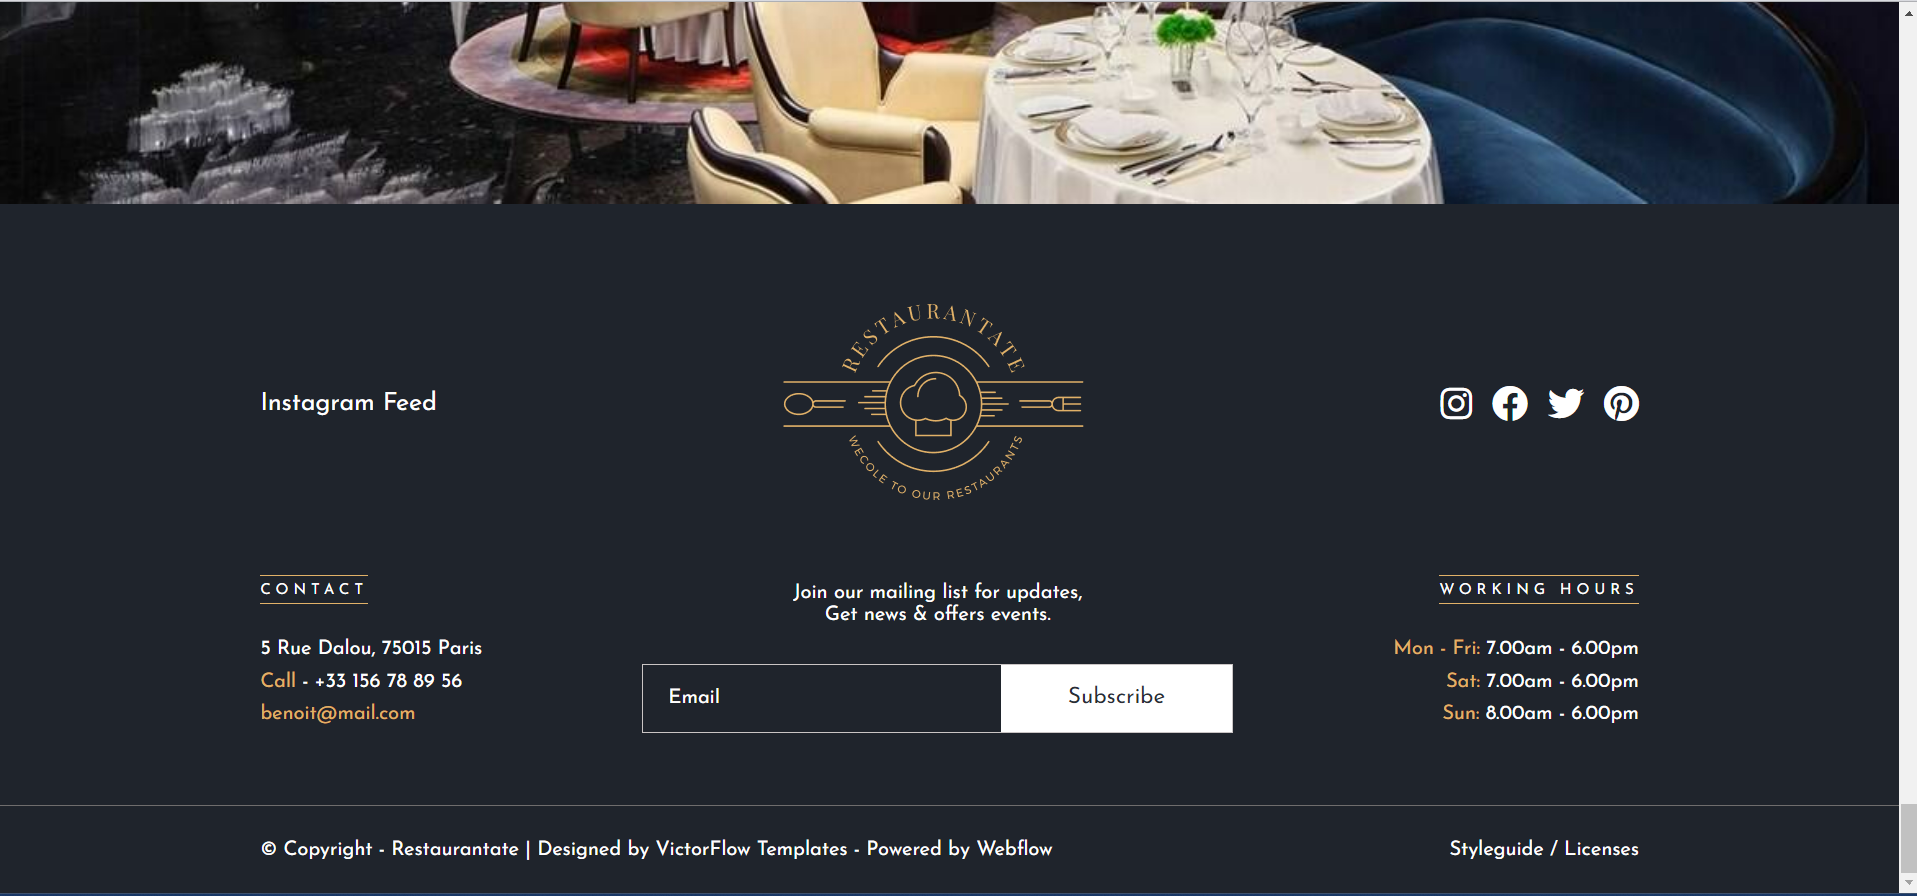 RESTAURANTATE
WECOLE TO OUR RESTAURANTS
Instagram Feed
CONTACT
5 Rue Dalou, 75015 Paris
Call - +33 156 78 89 56
benoit@mail.com
Join our mailing list for updates,
Get news & offers events.
Email
Subscribe
WORKING HOURS
Mon - Fri: 7.00am - 6.00pm
Sat: 7.00am - 6.00pm
Sun: 8.00am - 6.00pm
© Copyright - Restaurantate | Designed by VictorFlow Templates - Powered by Webflow
Styleguide / Licenses